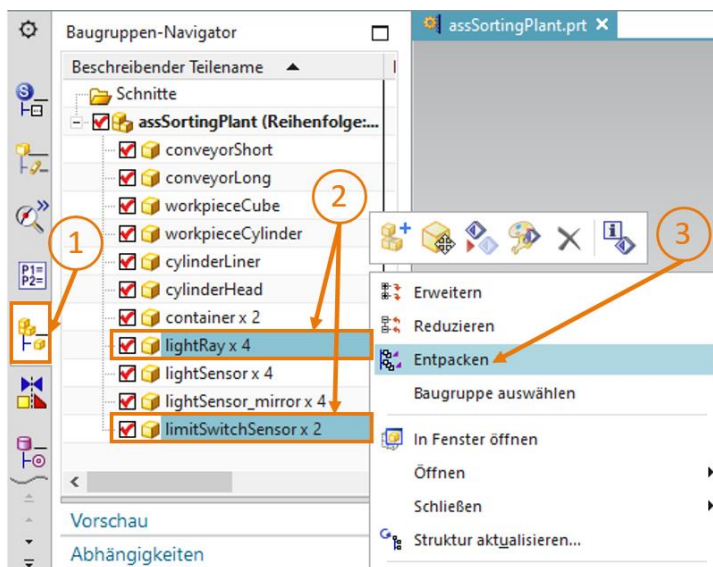 Baugruppen-Navigator
assSortingPlant.prt
Beschreibender Teilename
Schnitte
assSortingPlant (Reihenfolge:...
conveyorShort
conveyorLong
workpieceCube
workpieceCylinder
cylinderLiner
cylinderHead
container x 2
lightRay x 4
lightSensor x 4
lightSensor_mirror x 4
limitSwitchSensor x 2
Vorschau
Abhängigkeiten
P1=
P2=
1
2
3
Erweitern
Reduzieren
Entpacken
Baugruppe auswählen
In Fenster öffnen
Öffnen
Schließen
Struktur aktualisieren...